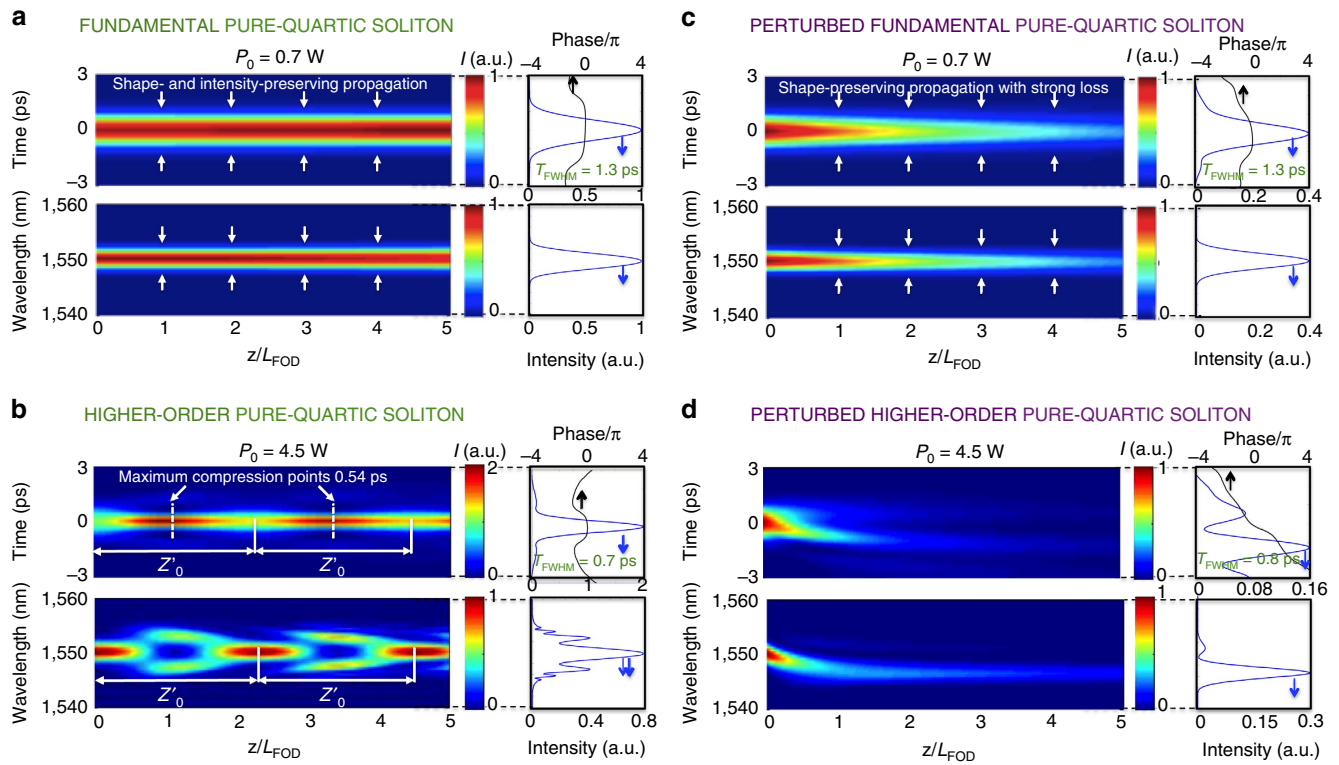 a
FUNDAMENTAL PURE-QUARTIC SOLITON
P0 = 0.7 W
I (a.u.)
Phase/π
−4 0 4
3
0
−3
Time (ps)
Shape- and intensity-preserving propagation
1
0
TFWHM = 1.3 ps
0 0.5 1
1,560
1,550
1,540
Wavelength (nm)
1
0
0 1 2 3 4 5
z/LFOD
0 0.5 1
Intensity (a.u.)
b
HIGHER-ORDER PURE-QUARTIC SOLITON
P0 = 4.5 W
I (a.u.)
Phase/π
−4 0 4
3
0
−3
Time (ps)
Maximum compression points 0.54 ps
Z′0 Z′0
2
1
0
TFWHM = 0.7 ps
0 1 2
1,560
1,550
1,540
Wavelength (nm)
Z′0 Z′0
1
0
0 1 2 3 4 5
z/LFOD
0 0.4 0.8
Intensity (a.u.)
c
PERTURBED FUNDAMENTAL PURE-QUARTIC SOLITON
P0 = 0.7 W
I (a.u.)
Phase/π
−4 0 4
3
0
−3
Time (ps)
Shape-preserving propagation with strong loss
1
0
TFWHM = 1.3 ps
0 0.2 0.4
1,560
1,550
1,540
Wavelength (nm)
1
0
0 1 2 3 4 5
z/LFOD
0 0.2 0.4
Intensity (a.u.)
d
PERTURBED HIGHER-ORDER PURE-QUARTIC SOLITON
P0 = 4.5 W
I (a.u.)
Phase/π
−4 0 4
3
0
−3
Time (ps)
1
0
TFWHM = 0.8 ps
0 0.08 0.16
1,560
1,550
1,540
Wavelength (nm)
1
0
0 1 2 3 4 5
z/LFOD
0 0.15 0.3
Intensity (a.u.)